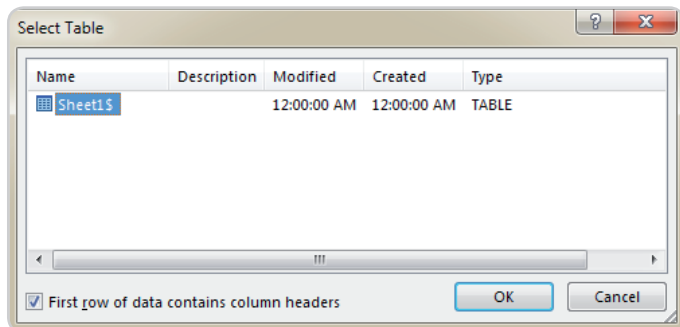 Select Table
Name Description Modified Created Type
Sheet1$ 12:00:00 AM 12:00:00 AM TABLE
First row of data contains column headers
OK Cancel